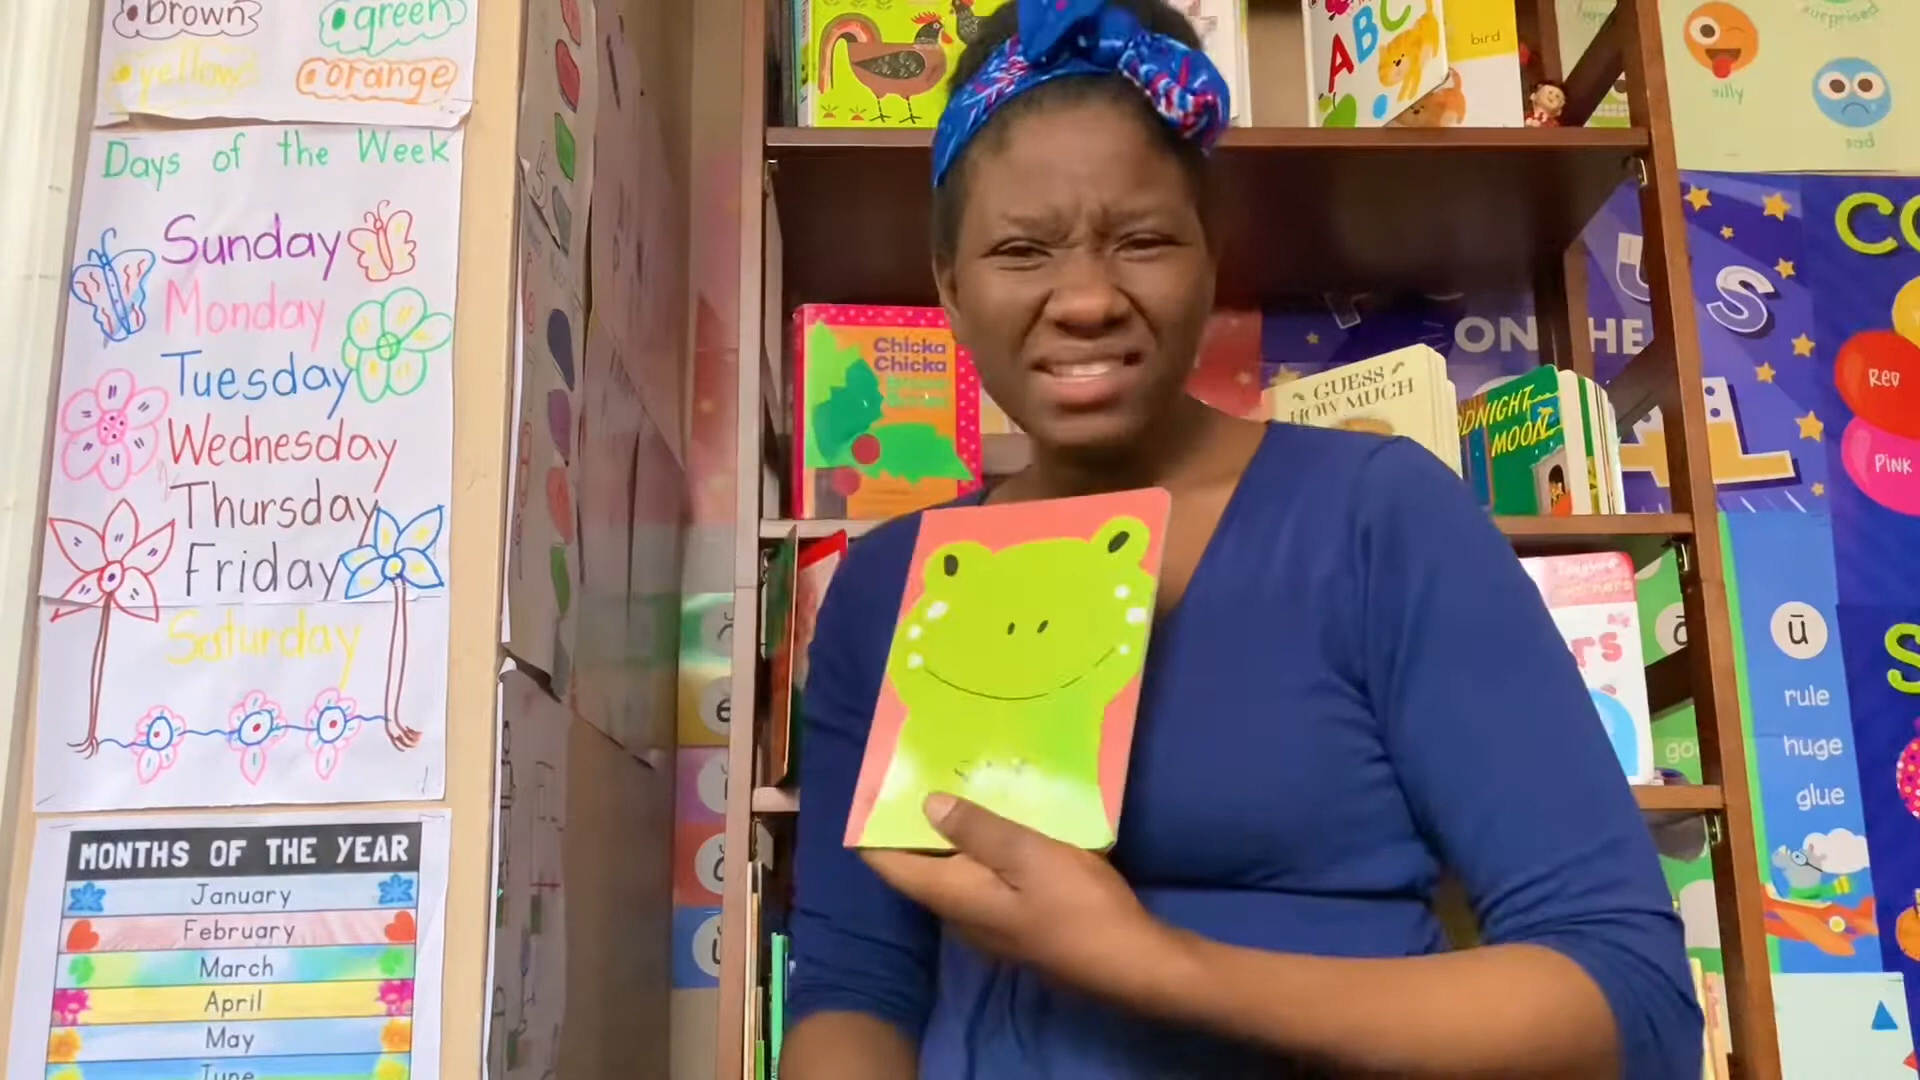 brown
green
yellow
orange
Days of the Week
Sunday
Monday
Tuesday
Wednesday
Thursday
Friday
Saturday
MONTHS OF THE YEAR
January
February
March
April
May
June
ABC
bird
surprised
silly
sad
Chicka
Chicka
GUESS
HOW MUCH
MOON
US
ON THE
RED
PINK
ū
rule
huge
glue